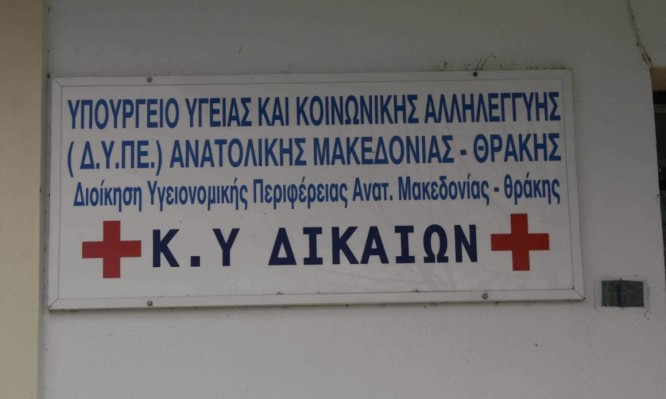 ΥΠΟΥΡΓΕΙΟ ΥΓΕΙΑΣ ΚΑΙ ΚΟΙΝΩΝΙΚΗΣ ΑΛΛΗΛΕΓΓΥΗΣ
( Δ.Υ.ΠΕ.) ΑΝΑΤΟΛΙΚΗΣ ΜΑΚΕΔΟΝΙΑΣ - ΘΡΑΚΗΣ
Διοίκηση Υγειονομικής Περιφέρειας Ανατ. Μακεδονίας - θράκης
Κ.Υ ΔΙΚΑΙΩΝ